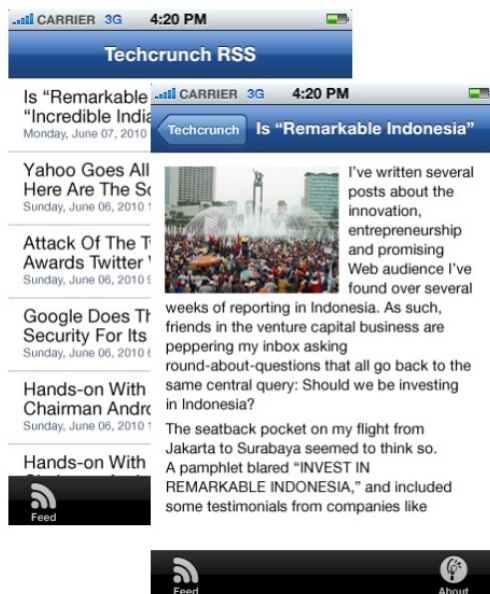 CARRIER 3G 4:20 PM
Techcrunch RSS
Is “Remarkable
“Incredible India
Monday, June 07, 2010
Yahoo Goes All
Here Are The
Sunday, June 06, 2010 1
Attack Of The
Awards Twitter
Sunday, June 06, 2010 9
Google Does
Security For Its
Sunday, June 06, 2010 6
Hands-on With
Chairman
Sunday, June 06, 2010 1
Hands-on With
Feed
CARRIER 3G 4:20 PM
Techcrunch Is “Remarkable Indonesia”
I’ve written several
posts about the
innovation,
entrepreneurship
and promising
Web audience I’ve
found over several
weeks of reporting in Indonesia. As such,
friends in the venture capital business are
peppering my inbox asking
round-about-questions that all go back to the
same central query: Should we be investing
in Indonesia?
The seatback pocket on my flight from
Jakarta to Surabaya seemed to think so.
A pamphlet blared “INVEST IN
REMARKABLE INDONESIA,” and included
some testimonials from companies like
Feed About